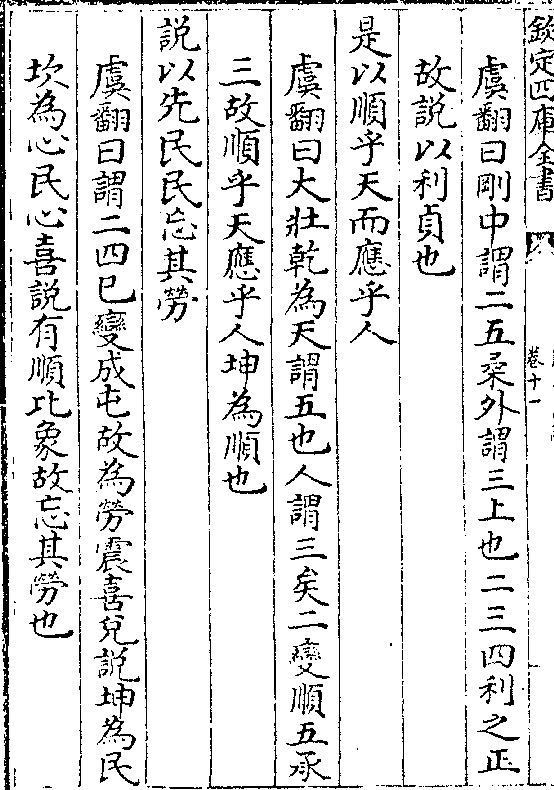 欽定四庫全書
卷十一
虞翻曰剛中謂二五柔外謂三上也二三四利之正
故説以利貞也
是以順乎天而應乎人
虞翻曰大壯乾為天謂五也人謂三矣二變順五承
三故順乎天應乎人坤為順也
説以先民民忘其勞
虞翻曰謂二四已變成屯故為勞震喜兌説坤為民
坎為心民心喜説有順比象故忘其勞也